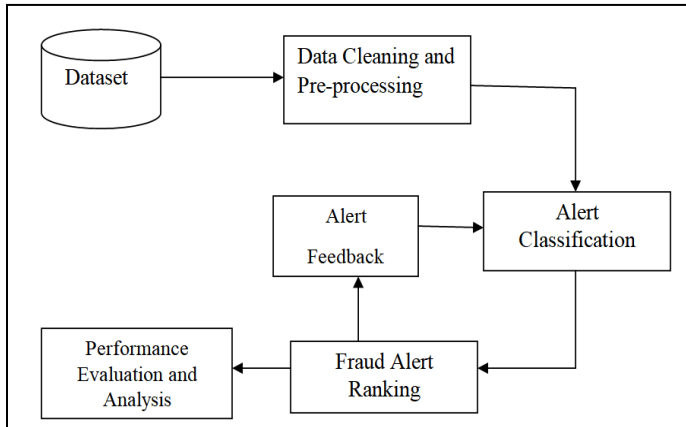 Dataset
Data Cleaning and
Pre-processing
Alert
Feedback
Alert
Classification
Performance
Evaluation and
Analysis
Fraud Alert
Ranking